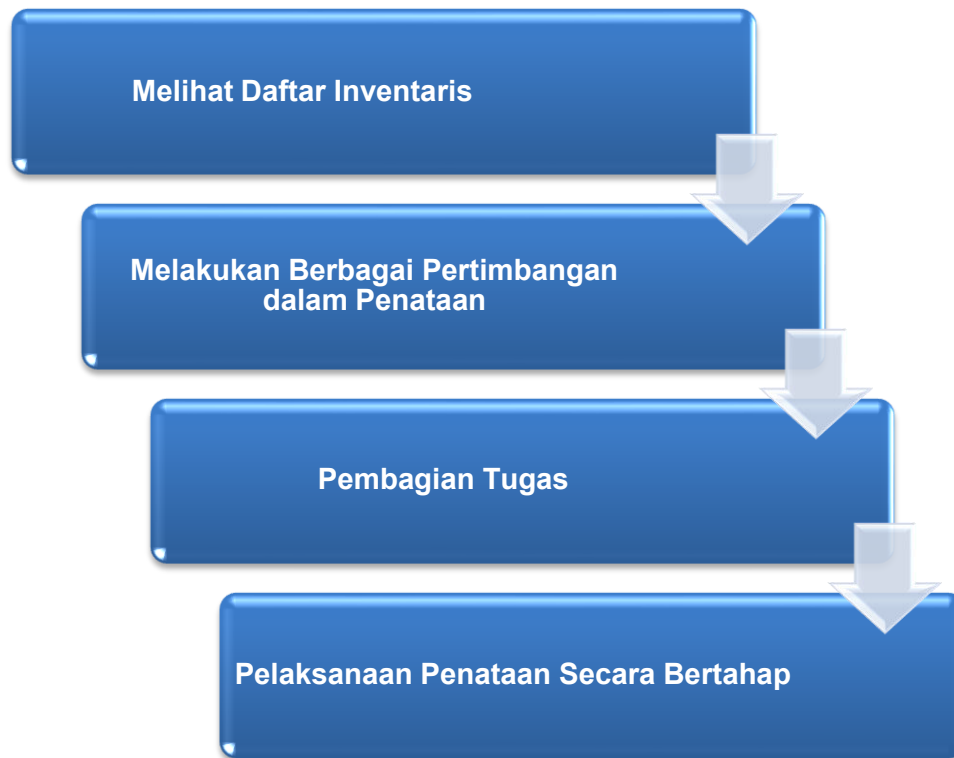 Melihat Daftar Inventaris
Melakukan Berbagai Pertimbangan
dalam Penataan
Pembagian Tugas
Pelaksanaan Penataan Secara Bertahap